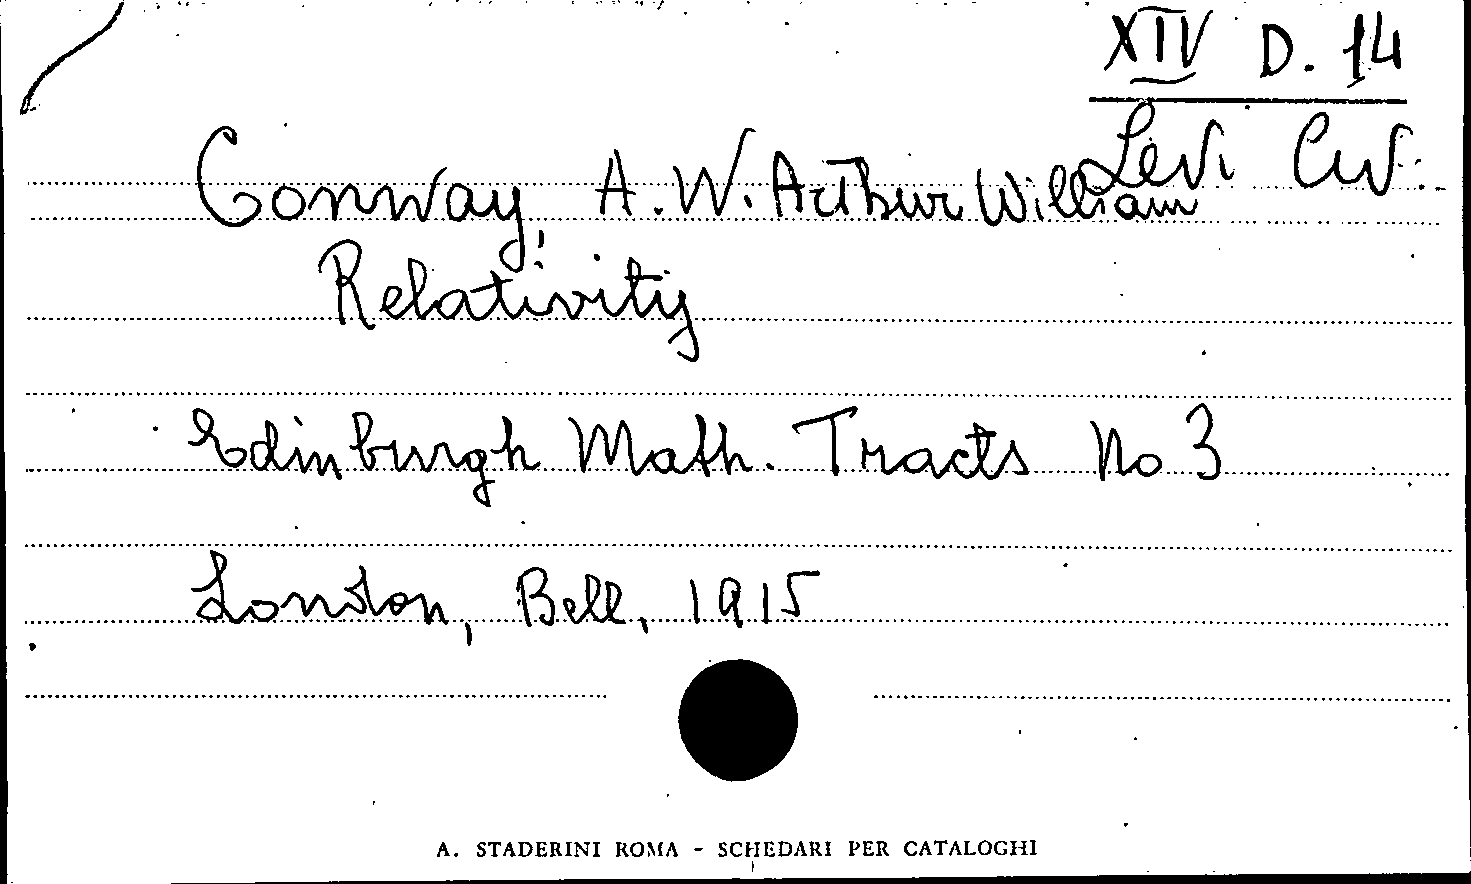 XIV D. 14
Levi Civ.
Conway, A. W. Arthur William
Relativity
Edinburgh Math. Tracts No 3
London, Bell, 1915
A. STADERINI ROMA - SCHEDARI PER CATALOGHI